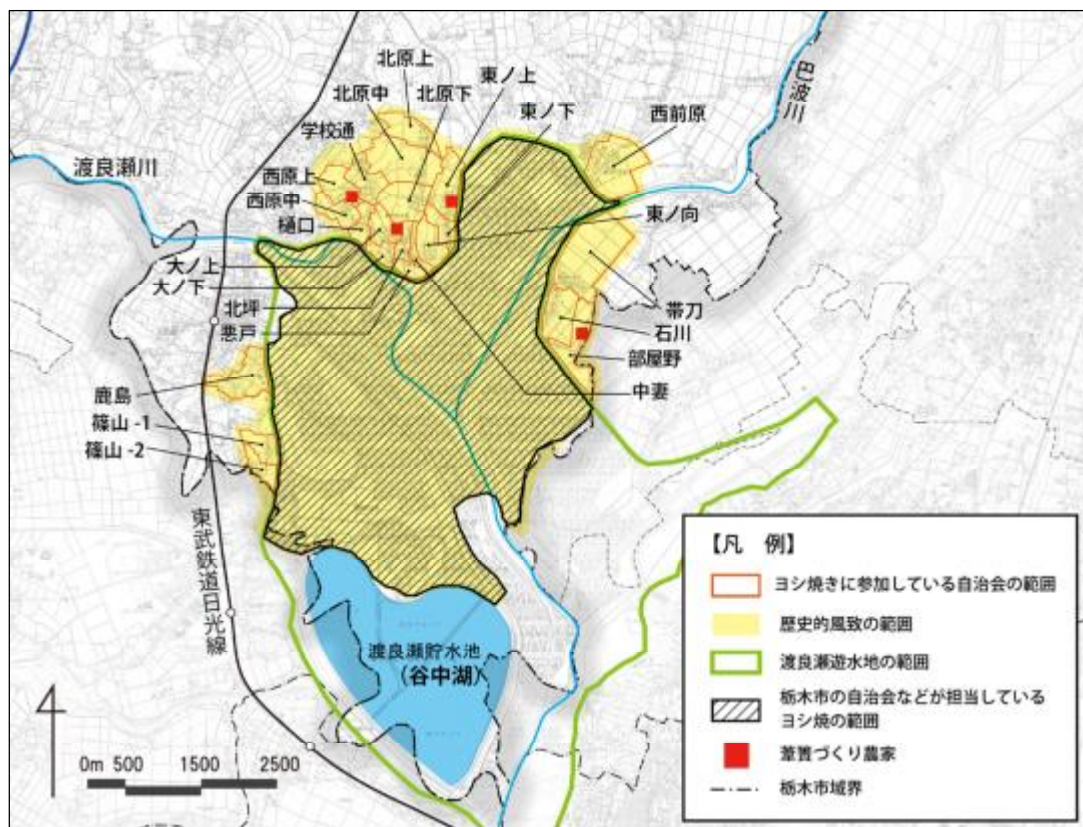 北原上
北原中
北原下
東ノ上
東ノ下
西前原
巴波川
学校通
渡良瀬川
西原上
西原中
樋口
東ノ向
大ノ上
大ノ下
北坪
悪戸
帯刀
石川
部屋野
中妻
鹿島
篠山 -1
篠山 -2
東武鉄道日光線
渡良瀬貯水池
（谷中湖）
0m 500 1500 2500
【凡 例】
ヨシ焼きに参加している自治会の範囲
歴史的風致の範囲
渡良瀬遊水地の範囲
栃木市の自治会などが担当している
ヨシ焼の範囲
葦簀づくり農家
栃木市域界